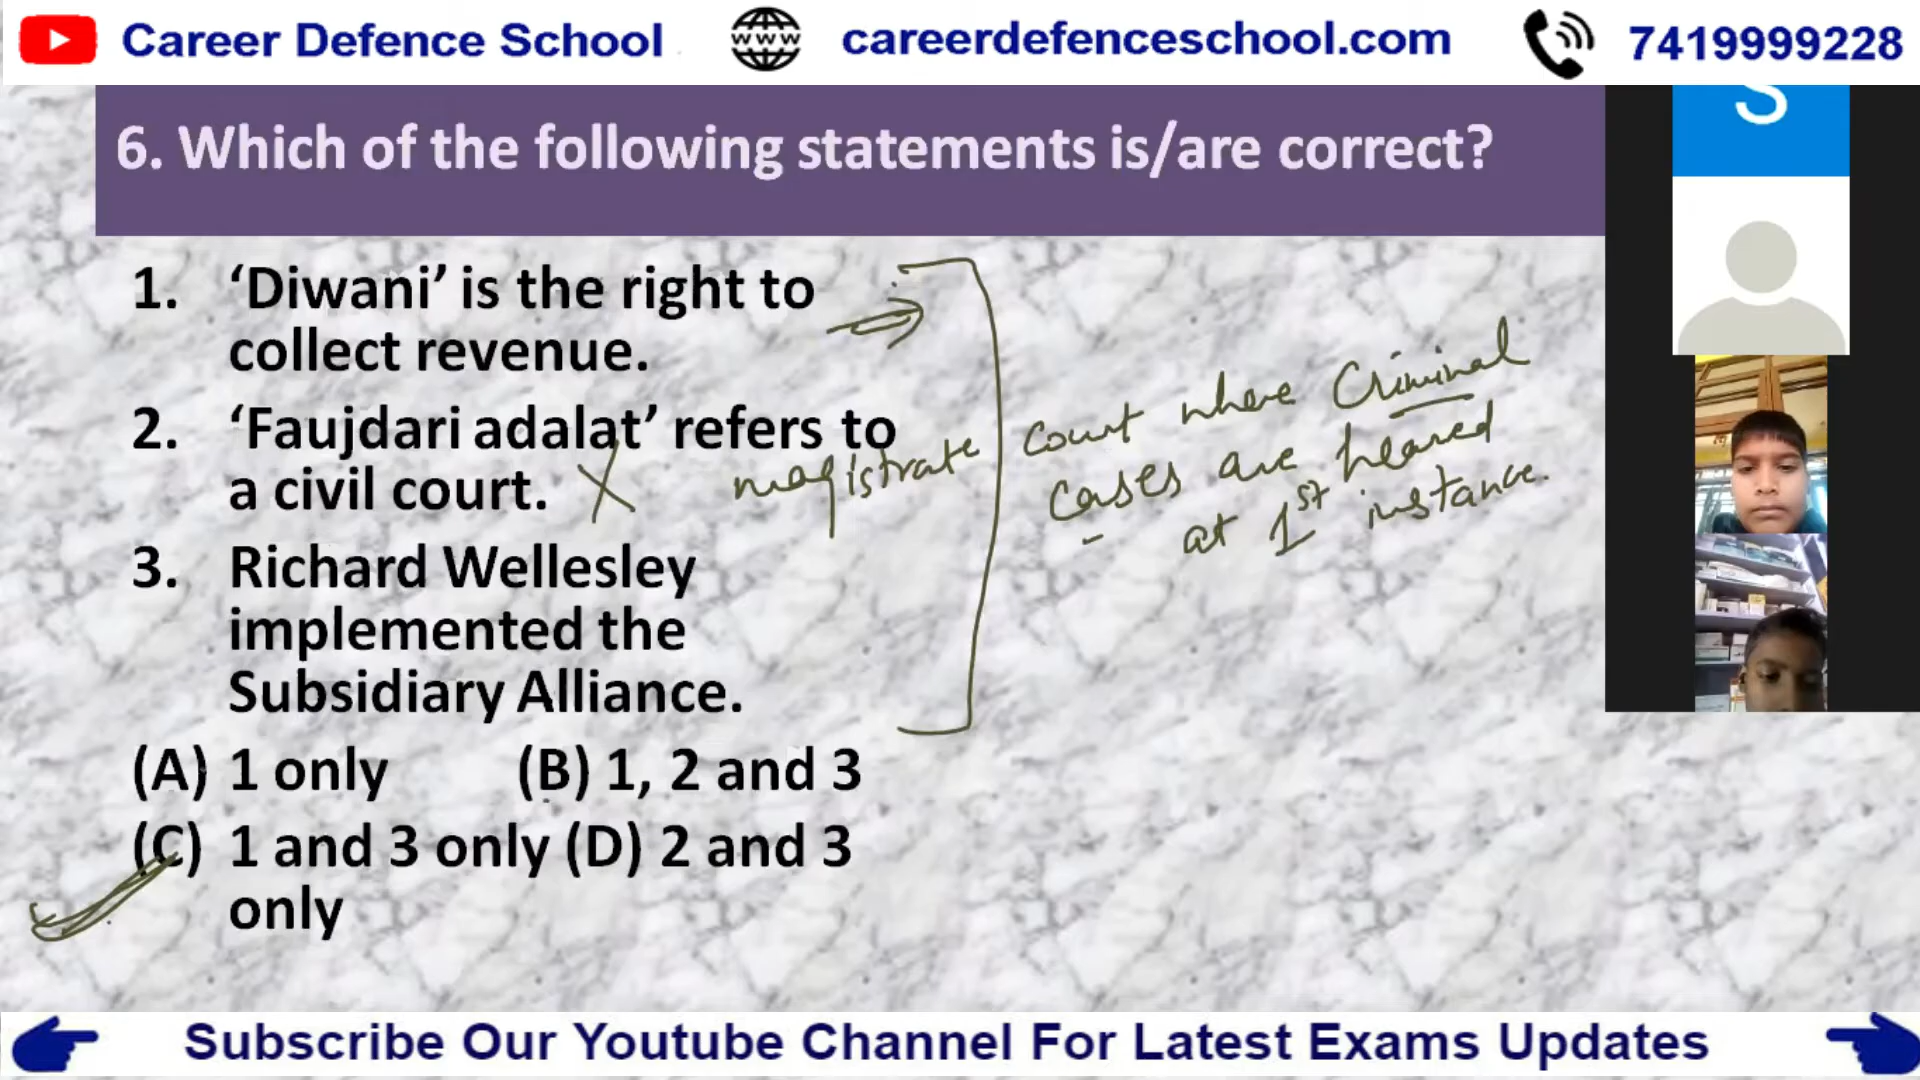 Career Defence School
www
careerdefenceschool.com
7419999228
S
6. Which of the following statements is/are correct?
1. ‘Diwani’ is the right to
collect revenue.
2. ‘Faujdari adalat’ refers to
a civil court.
magistrate court where Criminal
cases are heared
at 1st instance.
3. Richard Wellesley
implemented the
Subsidiary Alliance.
(A) 1 only (B) 1, 2 and 3
(C) 1 and 3 only (D) 2 and 3
only
Subscribe Our Youtube Channel For Latest Exams Updates